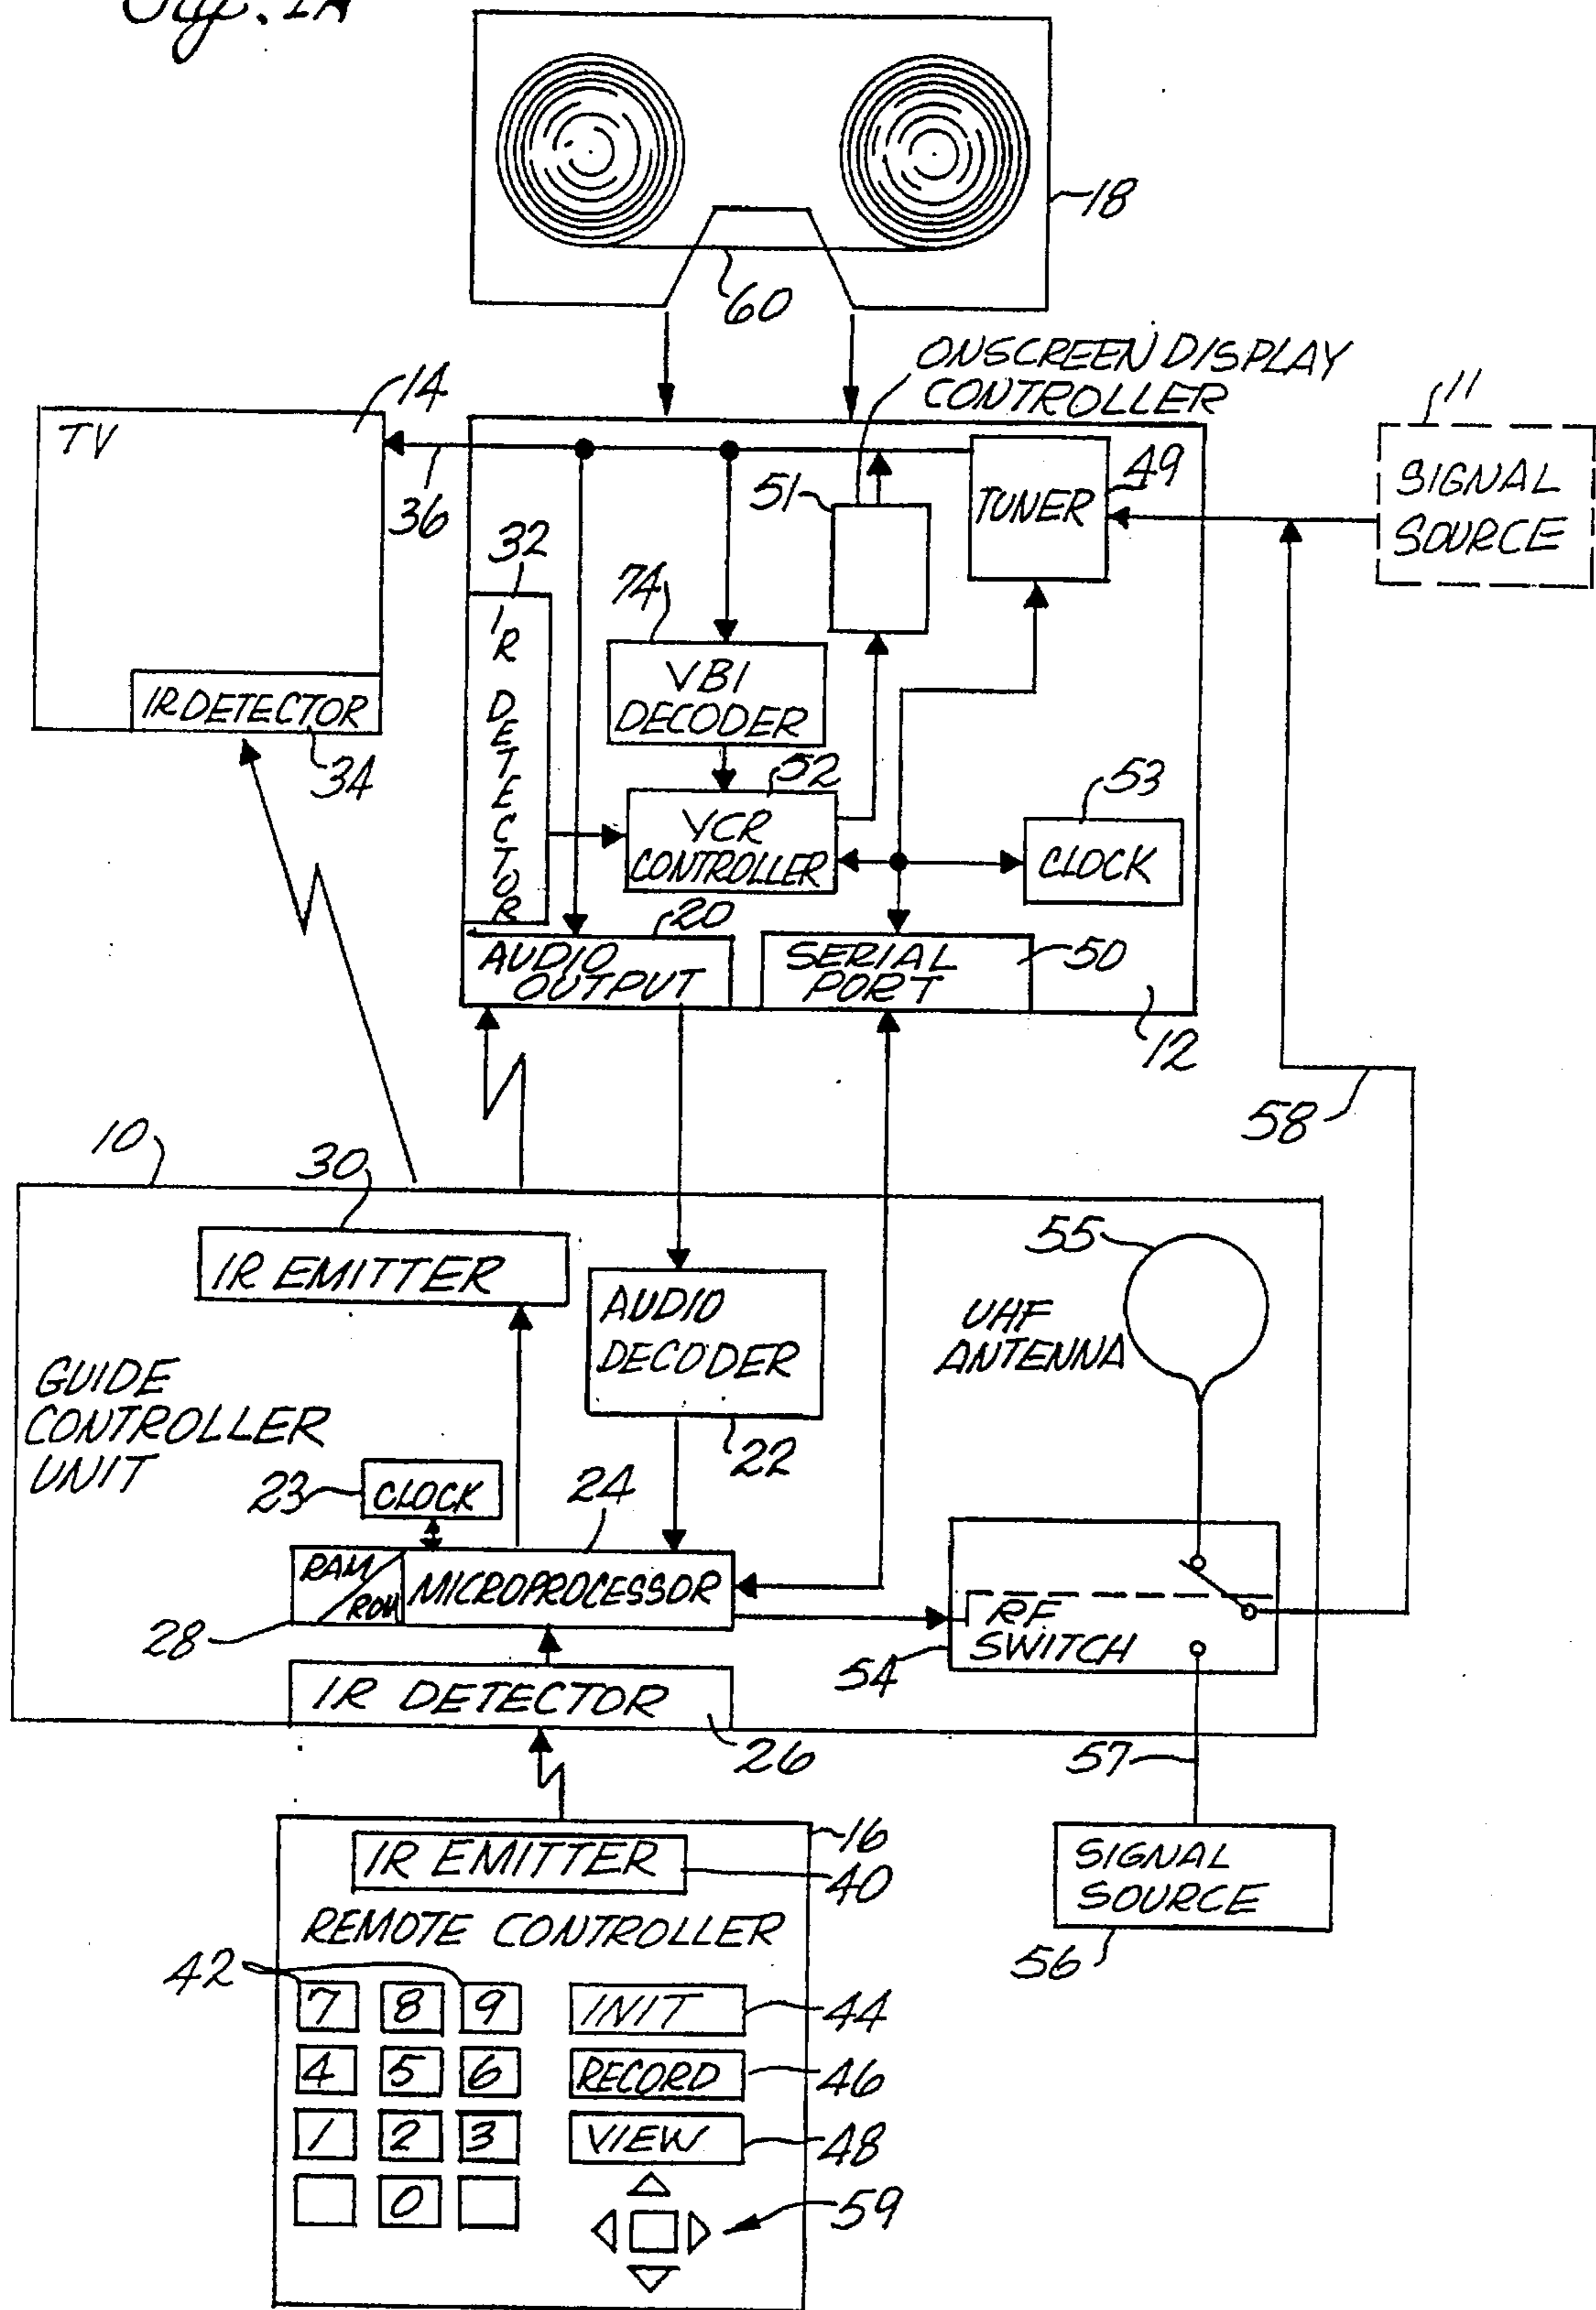 Fig. 1A
18
60
ONSCREEN DISPLAY
CONTROLLER
11
14
TV
36
51
TUNER
49
SIGNAL
SOURCE
32
74
IR DETECTOR
VBI
DECODER
IR DETECTOR
34
52
53
VCR
CONTROLLER
CLOCK
20
AUDIO
OUTPUT
SERIAL
PORT
50
12
58
10
30
55
IR EMITTER
AUDIO
DECODER
UHF
ANTENNA
GUIDE
CONTROLLER
UNIT
22
23
CLOCK
24
RAM/
ROM
MICROPROCESSOR
28
RF
SWITCH
54
IR DETECTOR
26
57
16
IR EMITTER
40
SIGNAL
SOURCE
56
REMOTE CONTROLLER
42
7 8 9 INIT 44
4 5 6 RECORD 46
1 2 3 VIEW 48
0
59